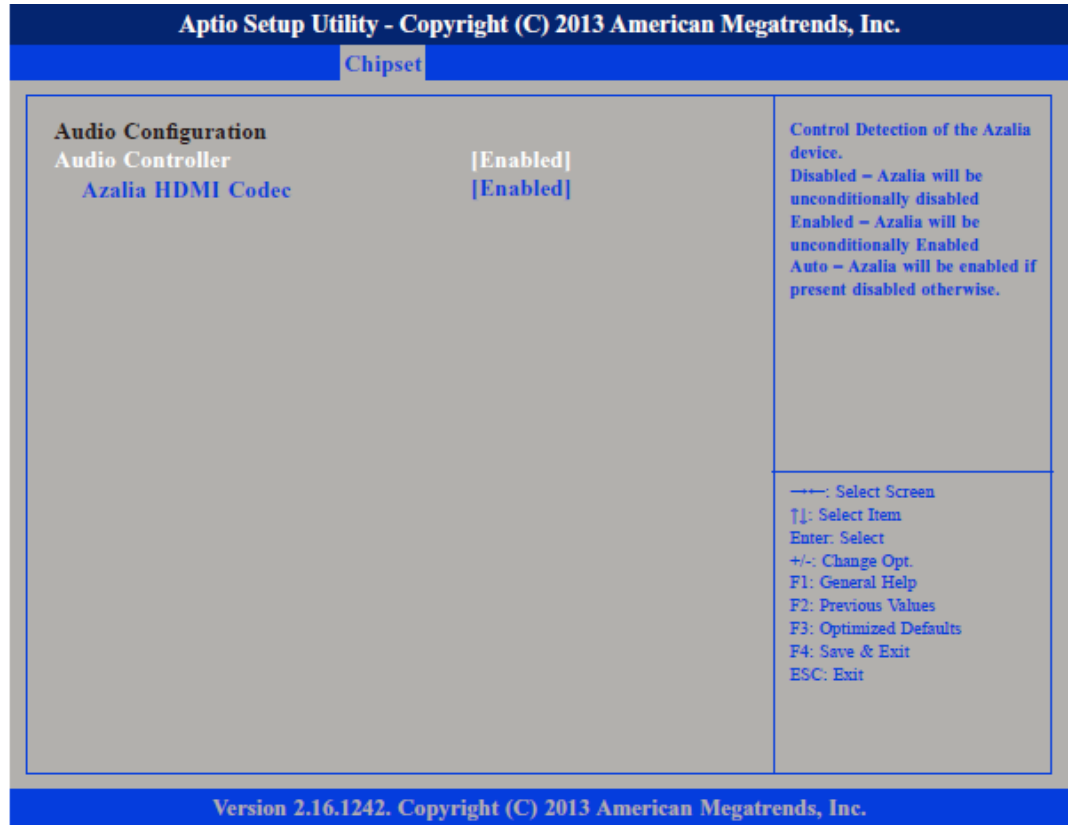 Aptio Setup Utility - Copyright (C) 2013 American Megatrends, Inc.
Chipset
Audio Configuration
Audio Controller [Enabled]
Azalia HDMI Codec [Enabled]
Control Detection of the Azalia
device.
Disabled – Azalia will be
unconditionally disabled
Enabled – Azalia will be
unconditionally Enabled
Auto – Azalia will be enabled if
present disabled otherwise.
→←: Select Screen
↑↓: Select Item
Enter: Select
+/-: Change Opt.
F1: General Help
F2: Previous Values
F3: Optimized Defaults
F4: Save & Exit
ESC: Exit
Version 2.16.1242. Copyright (C) 2013 American Megatrends, Inc.